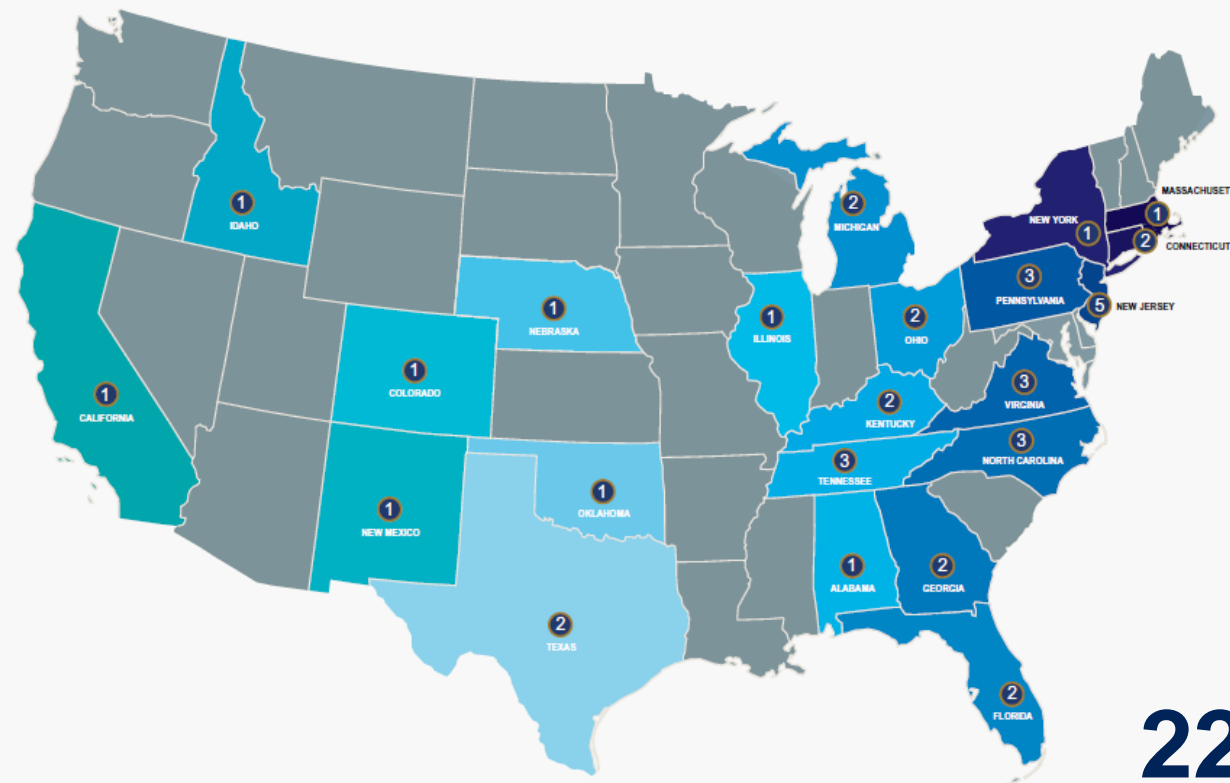 MASSACHUSET
1
NEW YORK
1
2
CONNECTICUT
1
IDAHO
2
MICHIGAN
3
PENNSYLVANIA
5
NEW JERSEY
1
NEBRASKA
1
ILLINOIS
2
OHIO
1
COLORADO
1
CALIFORNIA
2
KENTUCKY
3
VIRGINIA
3
NORTH CAROLINA
3
TENNESSEE
1
OKLAHOMA
1
NEW MEXICO
1
ALABAMA
2
GEORGIA
2
TEXAS
2
FLORIDA
22